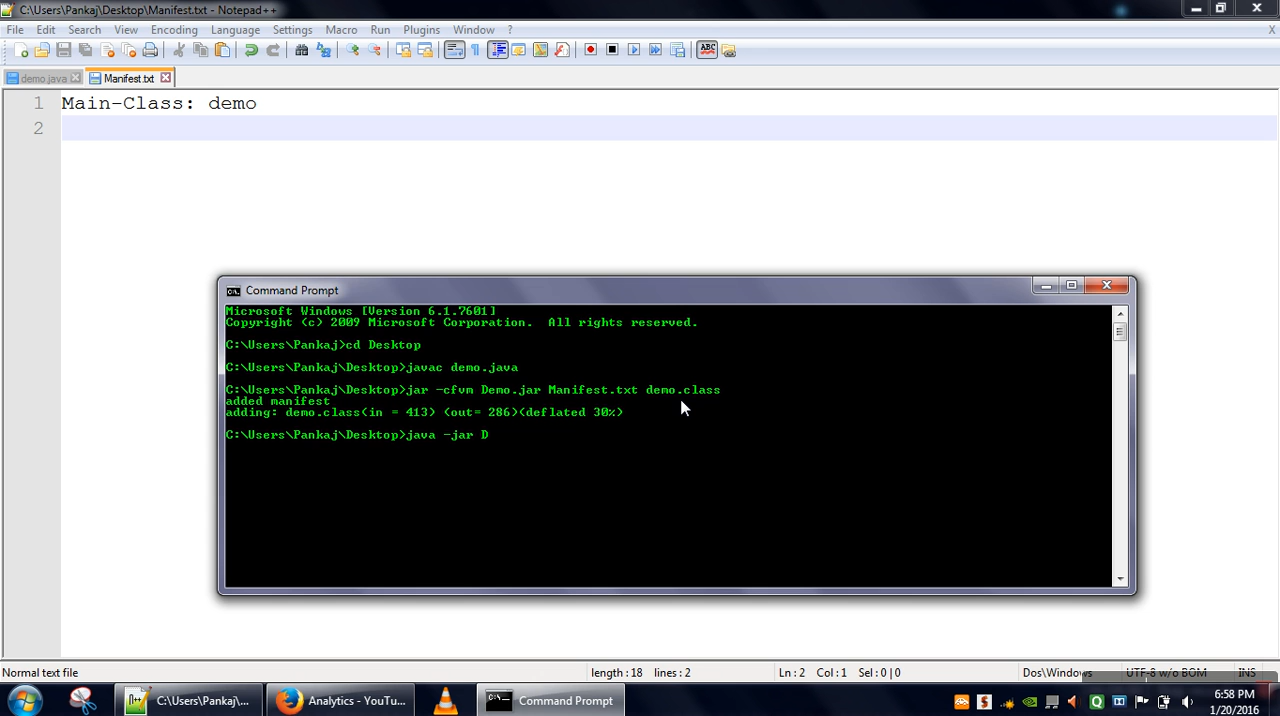 C:\Users\Pankaj\Desktop\Manifest.txt - Notepad++
File Edit Search View Encoding Language Settings Macro Run Plugins Window ? X
ABC
demo.java Manifest.txt
1 Main-Class: demo
2
Command Prompt
Microsoft Windows [Version 6.1.7601]
Copyright (c) 2009 Microsoft Corporation. All rights reserved.
C:\Users\Pankaj>cd Desktop
C:\Users\Pankaj\Desktop>javac demo.java
C:\Users\Pankaj\Desktop>jar -cfvm Demo.jar Manifest.txt demo.class
added manifest
adding: demo.class(in = 413) (out= 286)(deflated 30%)
C:\Users\Pankaj\Desktop>java -jar D
Normal text file length : 18 lines : 2 Ln : 2 Col : 1 Sel : 0 | 0 Dos\Windows UTF-8 w/o BOM INS
C:\Users\Pankaj\... Analytics - YouTu... Command Prompt 6:58 PM
1/20/2016